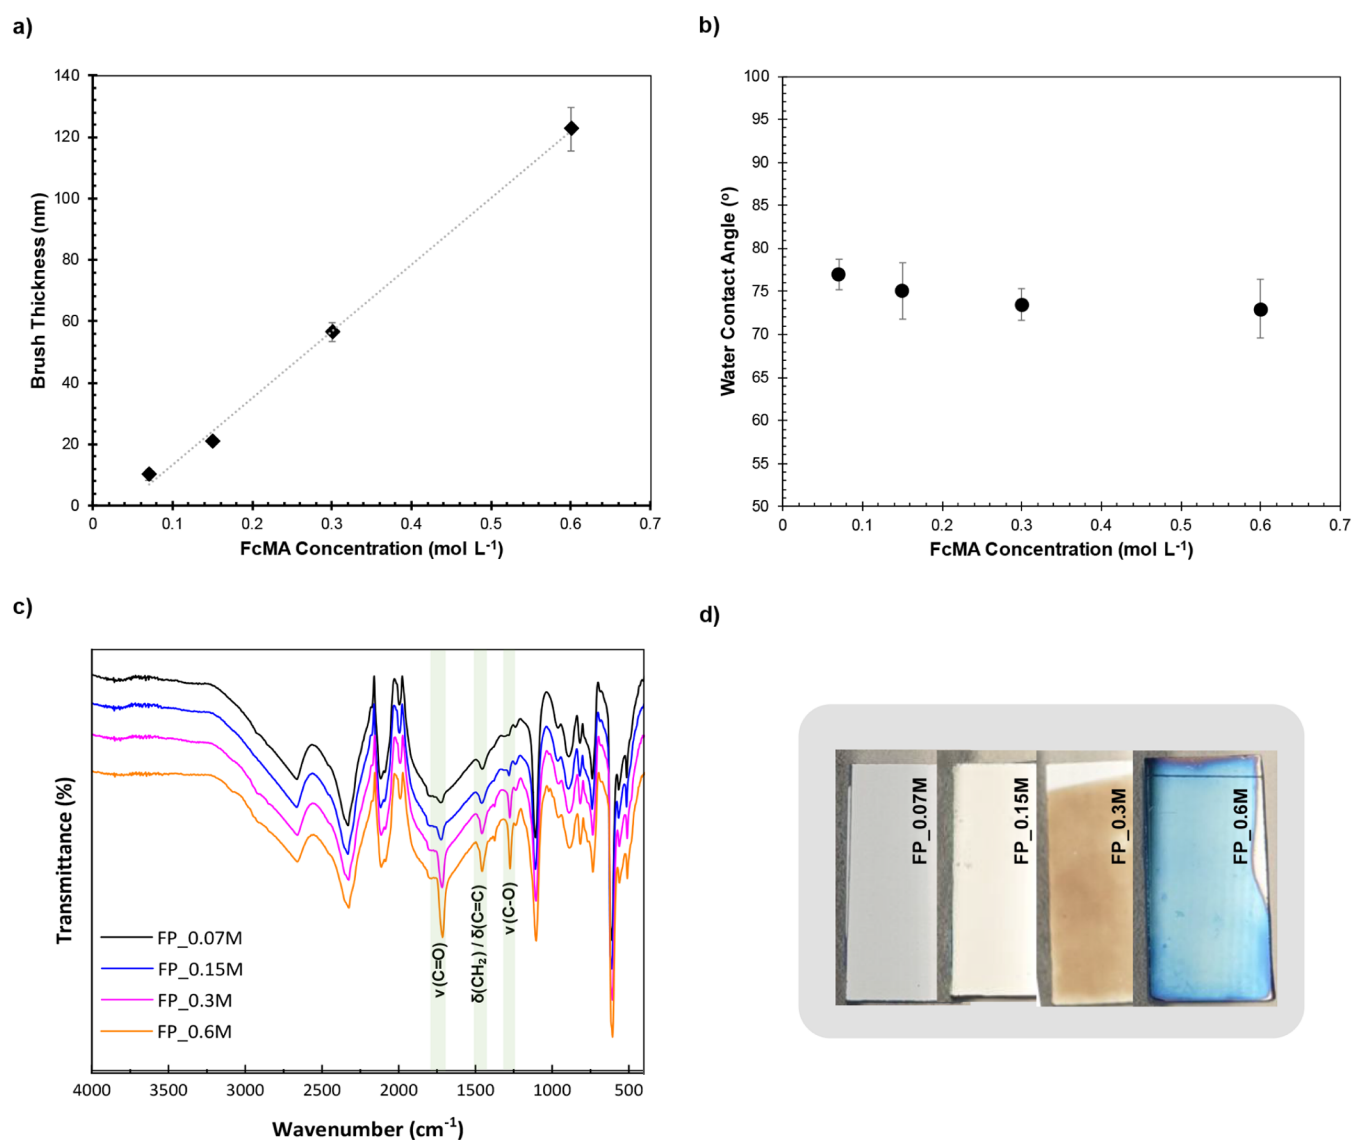 a)
140
120
100
80
60
40
20
0
Brush Thickness (nm)
0 0.1 0.2 0.3 0.4 0.5 0.6 0.7
FcMA Concentration (mol L⁻¹)
b)
100
95
90
85
80
75
70
65
60
55
50
Water Contact Angle (º)
0 0.1 0.2 0.3 0.4 0.5 0.6 0.7
FcMA Concentration (mol L⁻¹)
c)
Transmittance (%)
ν(C=O)
δ(CH₂) / δ(C=C)
ν(C-O)
FP_0.07M
FP_0.15M
FP_0.3M
FP_0.6M
4000 3500 3000 2500 2000 1500 1000 500
Wavenumber (cm⁻¹)
d)
FP_0.07M
FP_0.15M
FP_0.3M
FP_0.6M